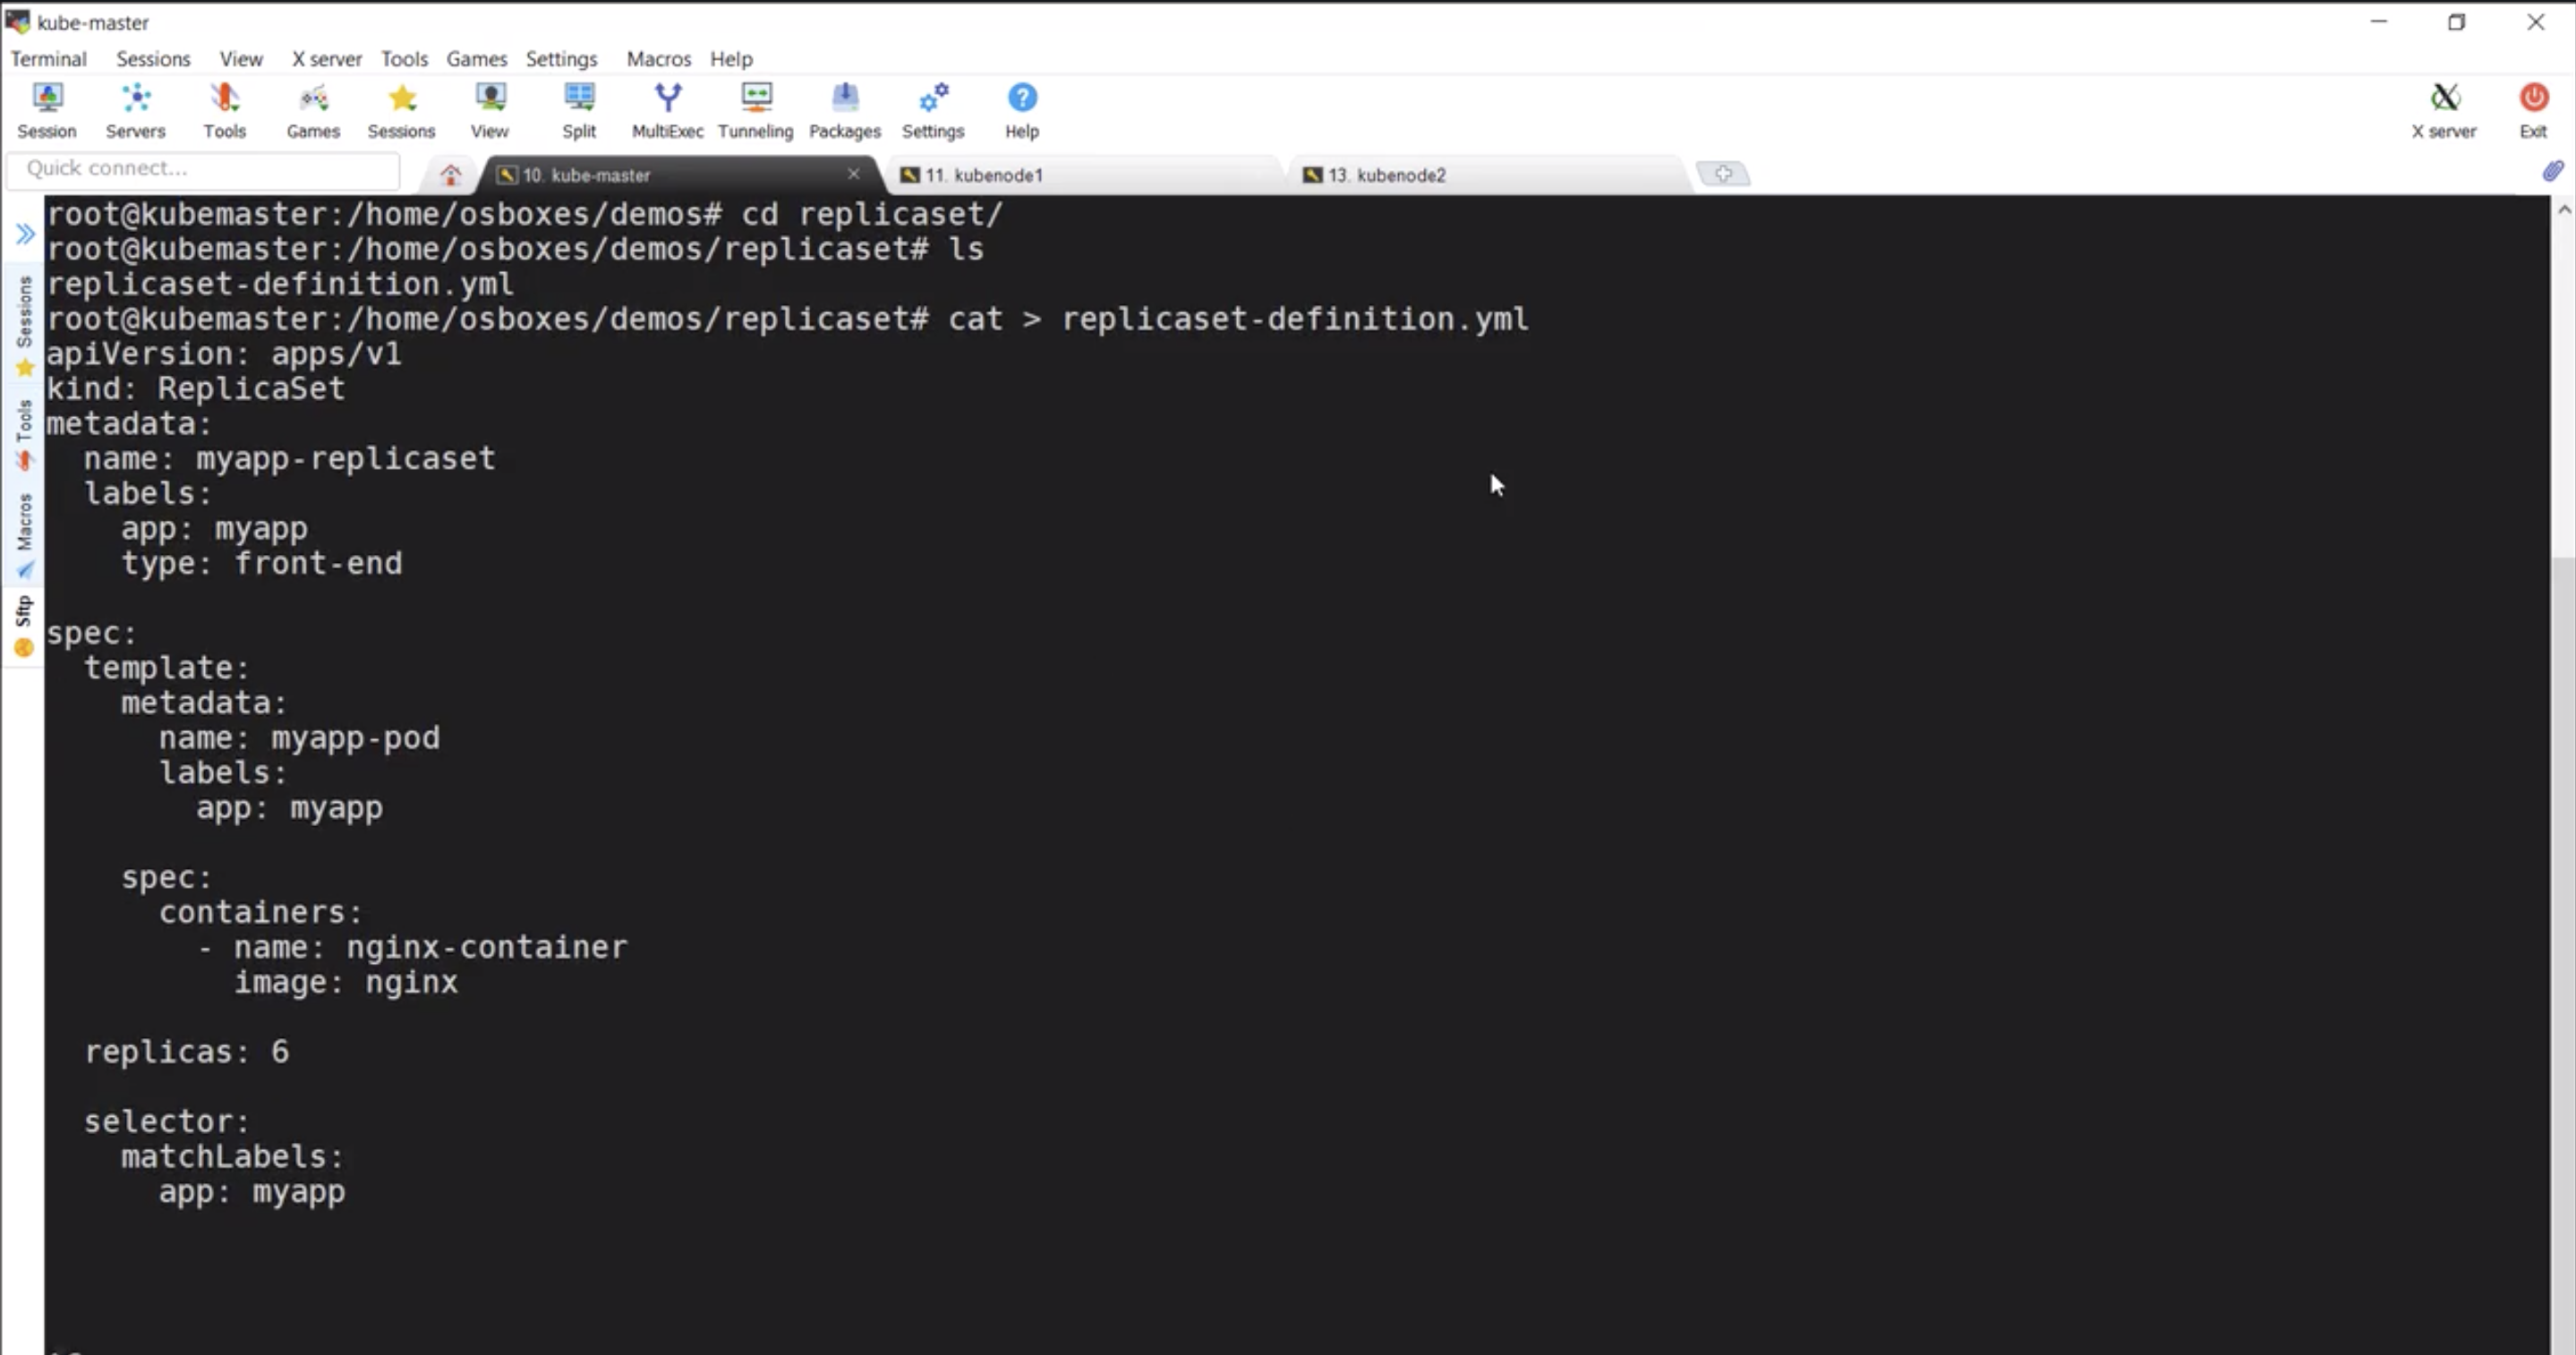 kube-master
Terminal Sessions View X server Tools Games Settings Macros Help
Session Servers Tools Games Sessions View Split MultiExec Tunneling Packages Settings Help X server Exit
Quick connect... 10. kube-master 11. kubenode1 13. kubenode2
Sessions
Tools
Macros
Sftp
root@kubemaster:/home/osboxes/demos# cd replicaset/
root@kubemaster:/home/osboxes/demos/replicaset# ls
replicaset-definition.yml
root@kubemaster:/home/osboxes/demos/replicaset# cat > replicaset-definition.yml
apiVersion: apps/v1
kind: ReplicaSet
metadata:
  name: myapp-replicaset
  labels:
    app: myapp
    type: front-end
spec:
  template:
    metadata:
      name: myapp-pod
      labels:
        app: myapp
    spec:
      containers:
        - name: nginx-container
          image: nginx
  replicas: 6
  selector:
    matchLabels:
      app: myapp